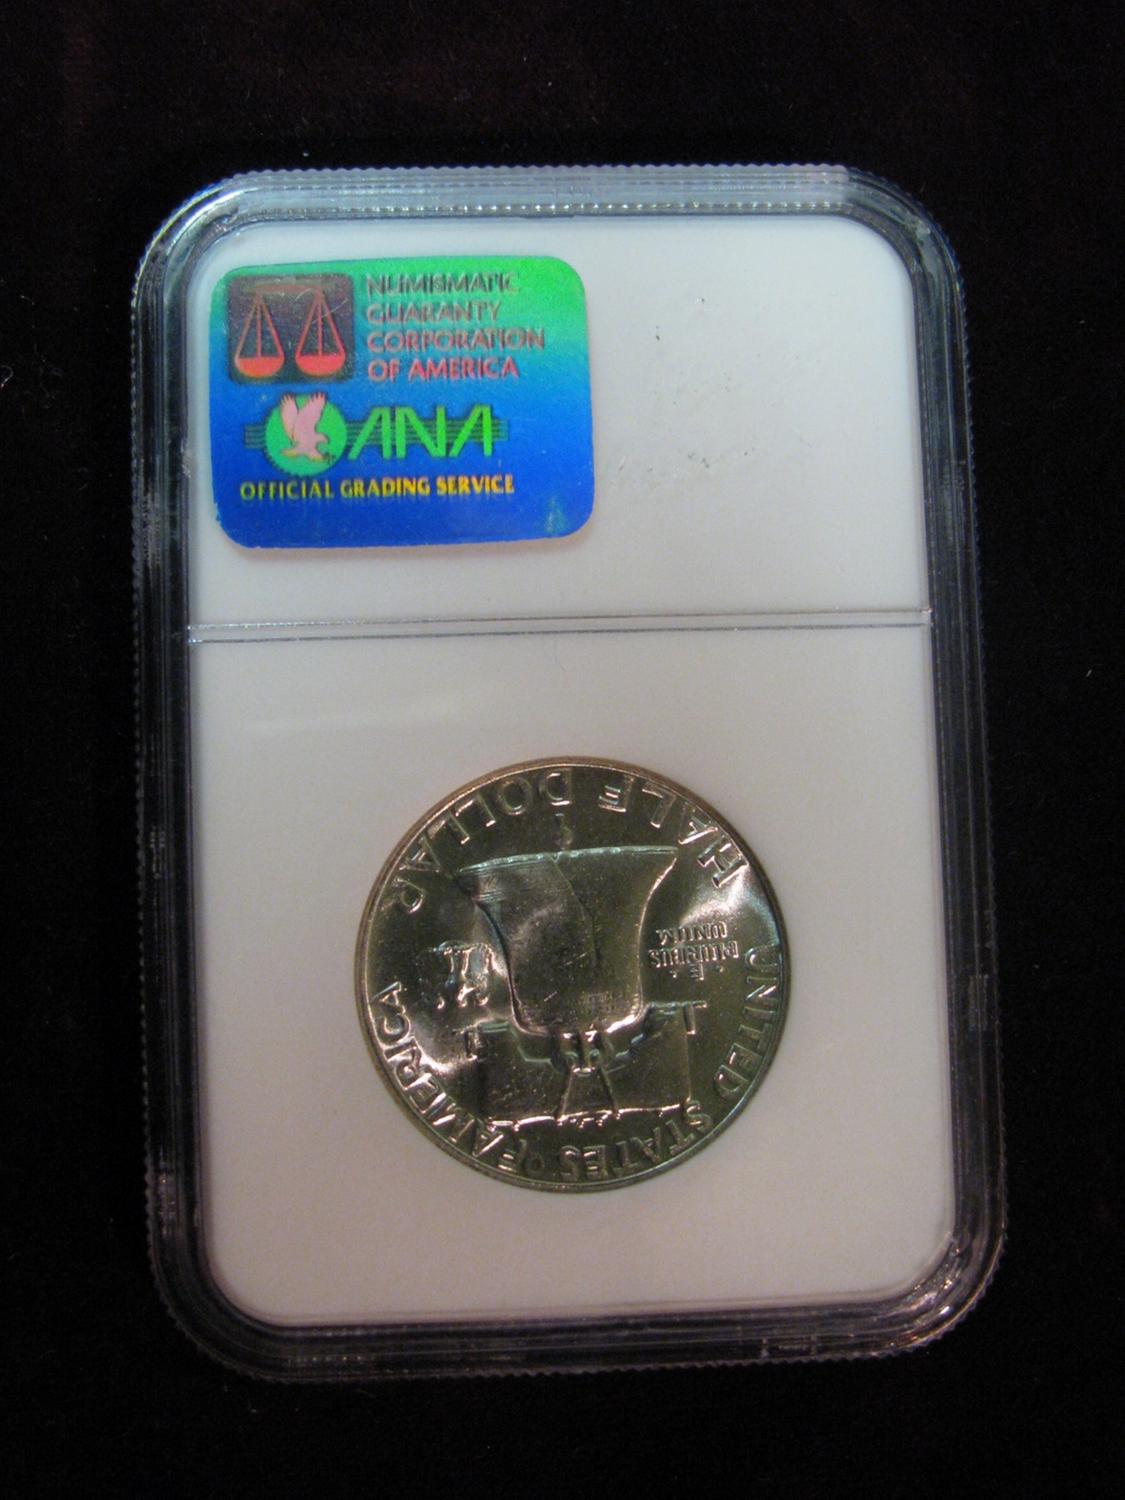 NUMISMATIC
GUARANTY
CORPORATION
OF AMERICA
ANA
OFFICIAL GRADING SERVICE
UNITED STATES OF AMERICA
E
PLURIBUS
UNUM
HALF DOLLAR